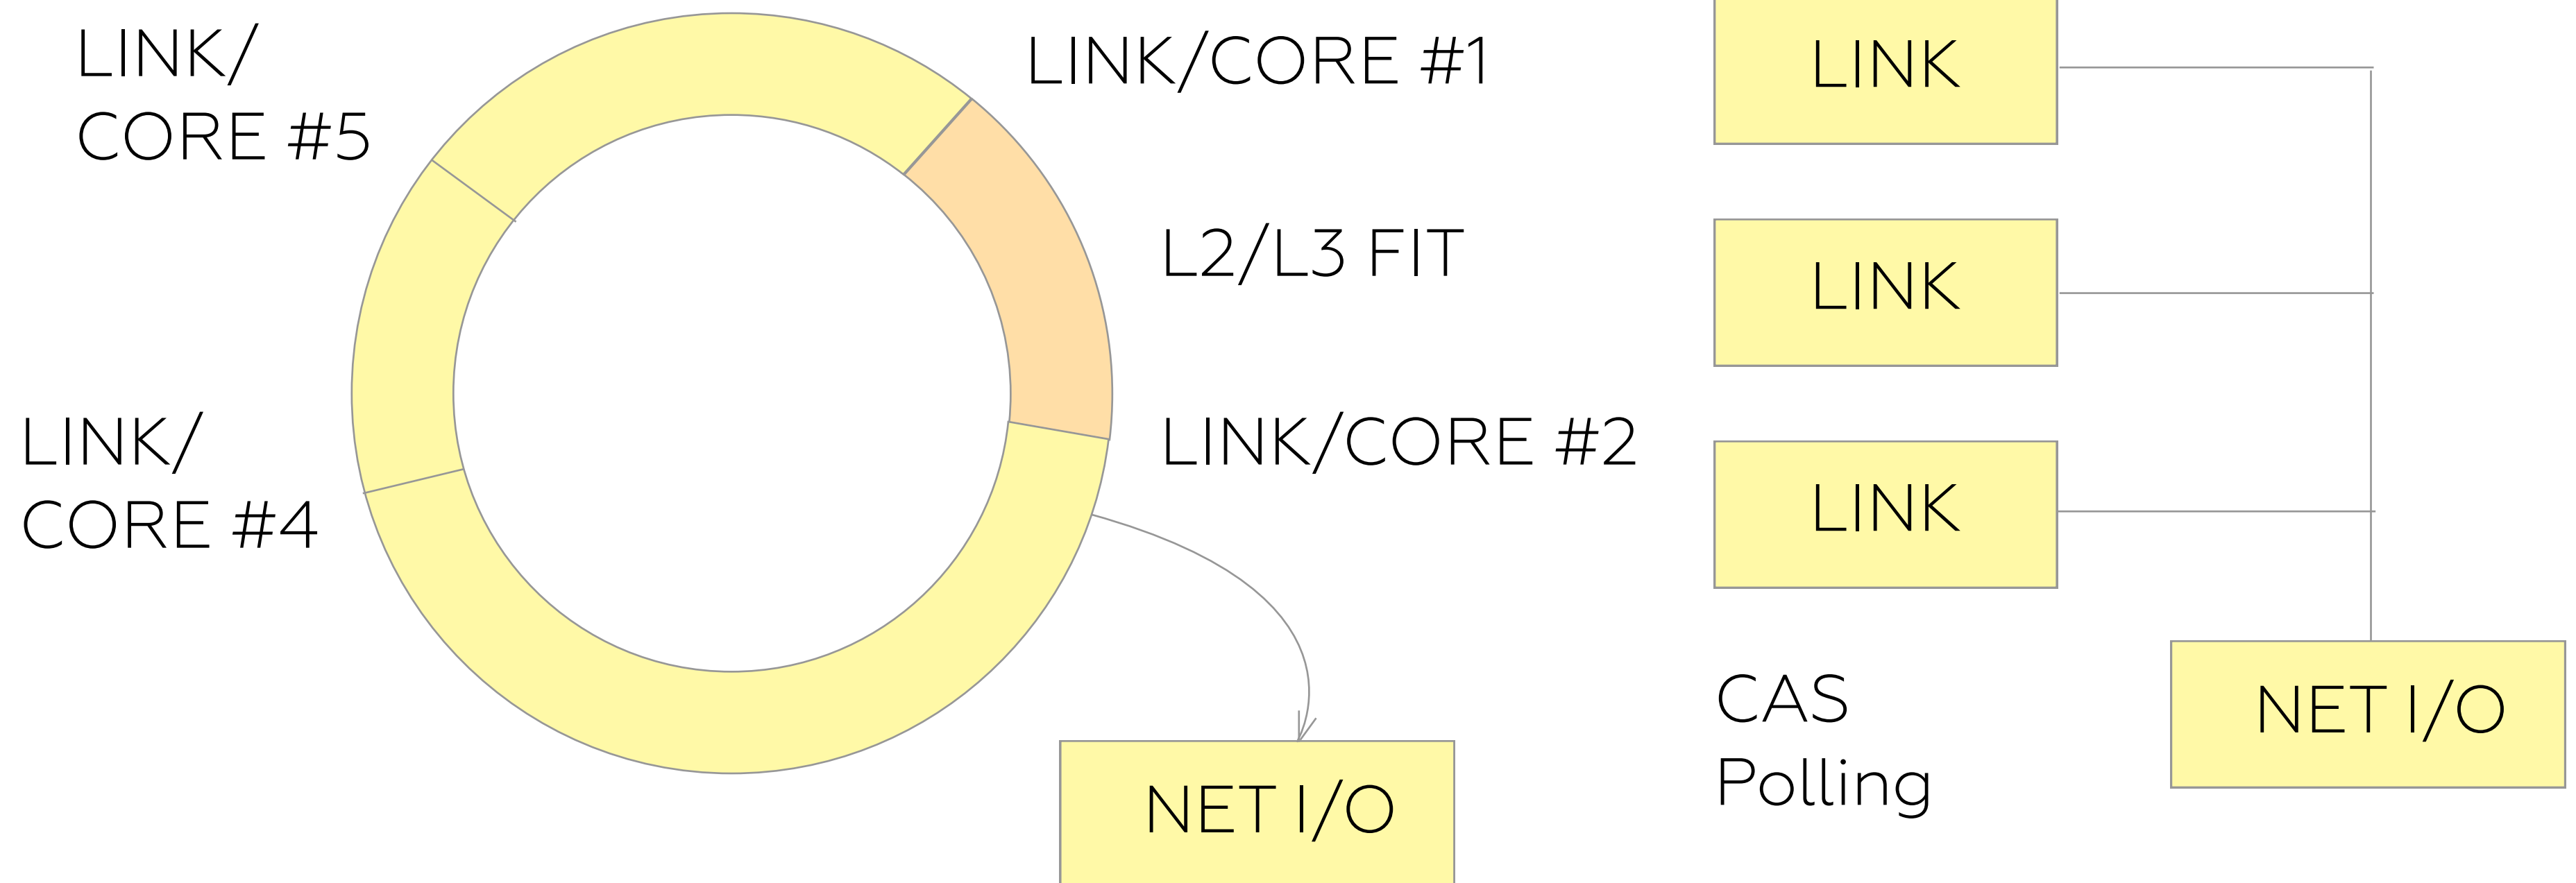 LINK/
CORE #5
LINK/CORE #1
L2/L3 FIT
LINK/CORE #2
LINK/
CORE #4
NET I/O
LINK
LINK
LINK
CAS
Polling
NET I/O